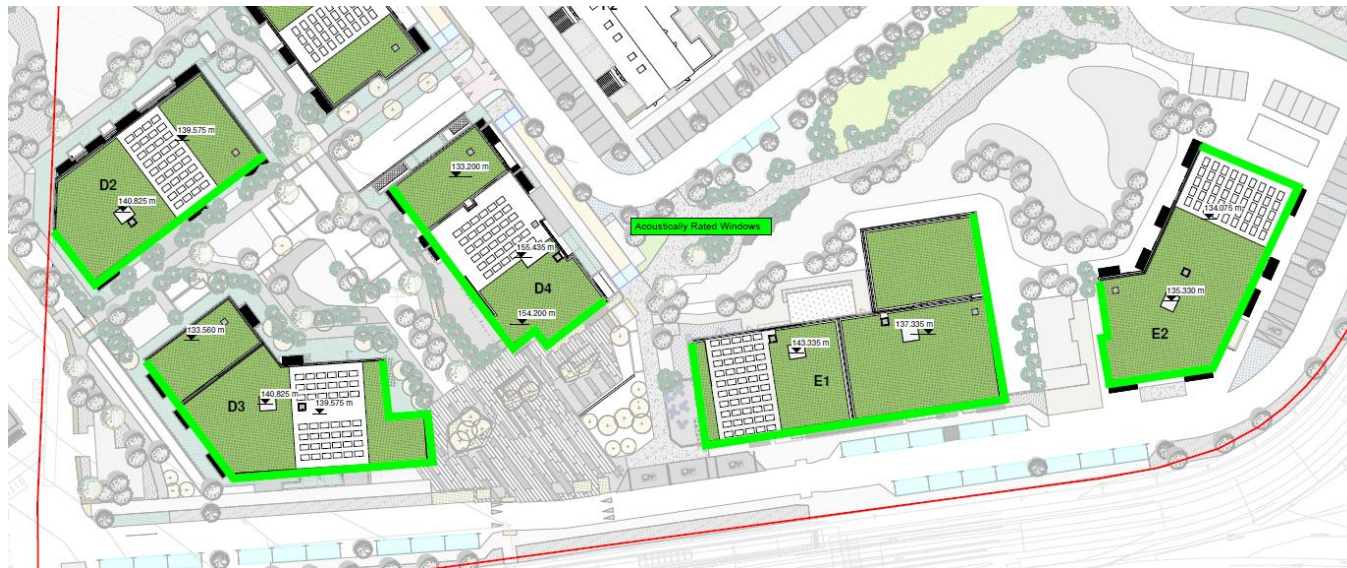 139.575 m
D2
140.825 m
133.200 m
155.435 m
D4
154.200 m
Acoustically Rated Windows
133.560 m
140.825 m
D3
139.575 m
143.335 m
137.335 m
E1
134.075 m
135.330 m
E2